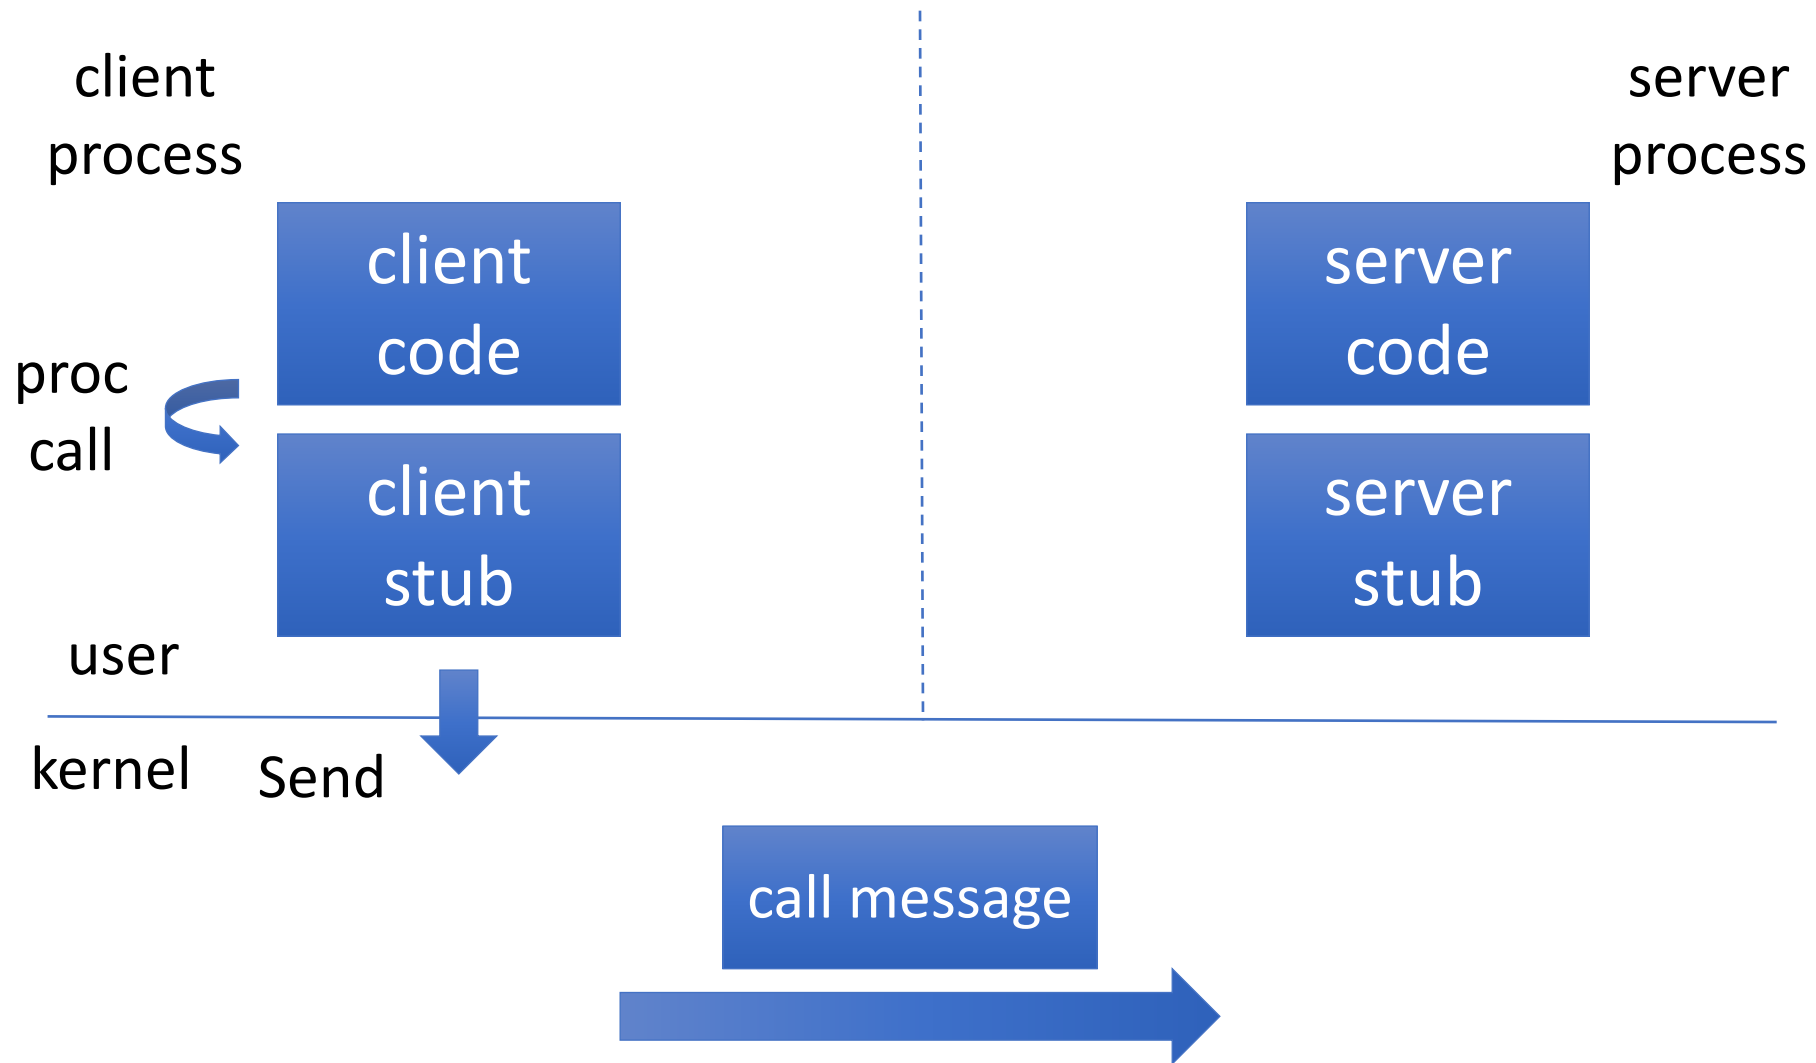 client
process
server
process
client
code
server
code
proc
call
client
stub
server
stub
user
kernel
Send
call message